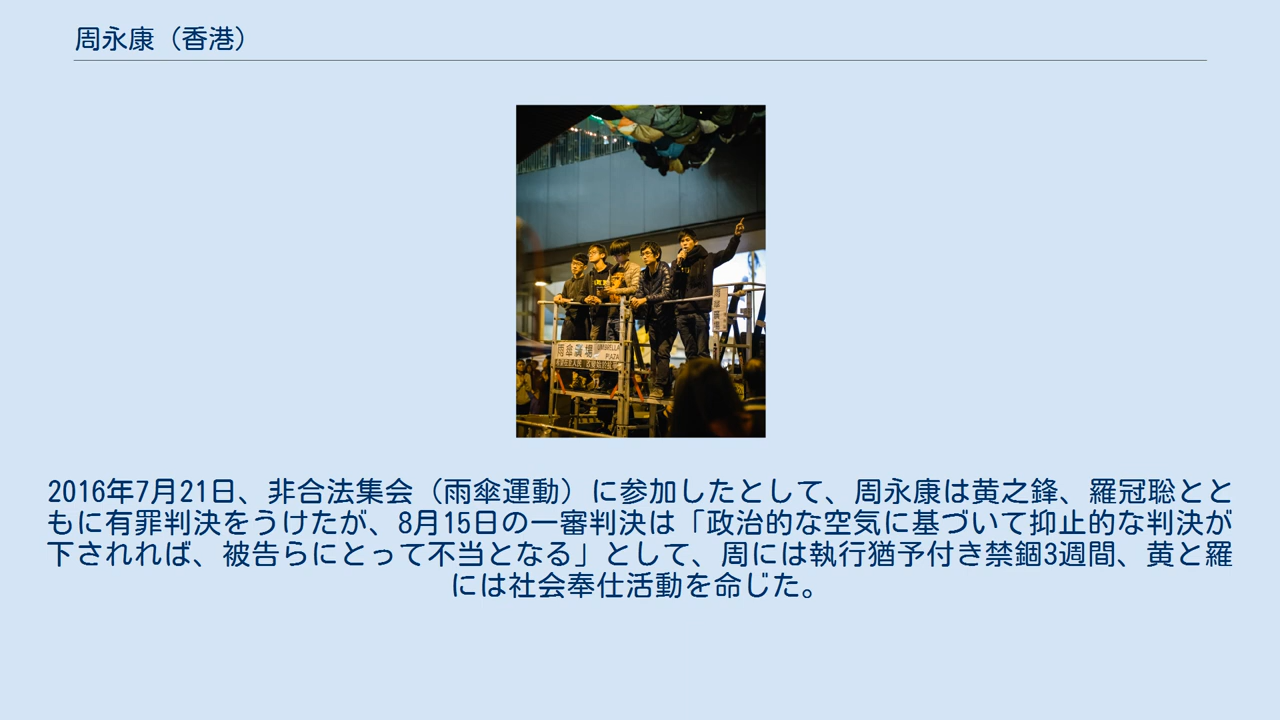 周永康（香港）
雨傘廣場
UMBRELLA
PLAZA
2016年7月21日、非合法集会（雨傘運動）に参加したとして、周永康は黄之鋒、羅冠聡とと
もに有罪判決をうけたが、8月15日の一審判決は「政治的な空気に基づいて抑止的な判決が
下されれば、被告らにとって不当となる」として、周には執行猶予付き禁錮3週間、黄と羅
には社会奉仕活動を命じた。